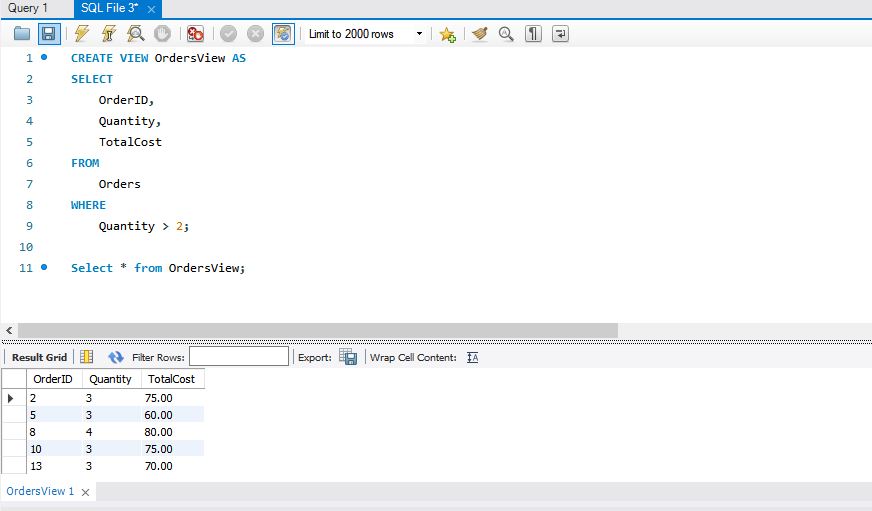 Query 1 SQL File 3*
Limit to 2000 rows
1 CREATE VIEW OrdersView AS
2 SELECT
3 OrderID,
4 Quantity,
5 TotalCost
6 FROM
7 Orders
8 WHERE
9 Quantity > 2;
10
11 Select * from OrdersView;
Result Grid Filter Rows: Export: Wrap Cell Content:
OrderID Quantity TotalCost
2 3 75.00
5 3 60.00
8 4 80.00
10 3 75.00
13 3 70.00
OrdersView 1